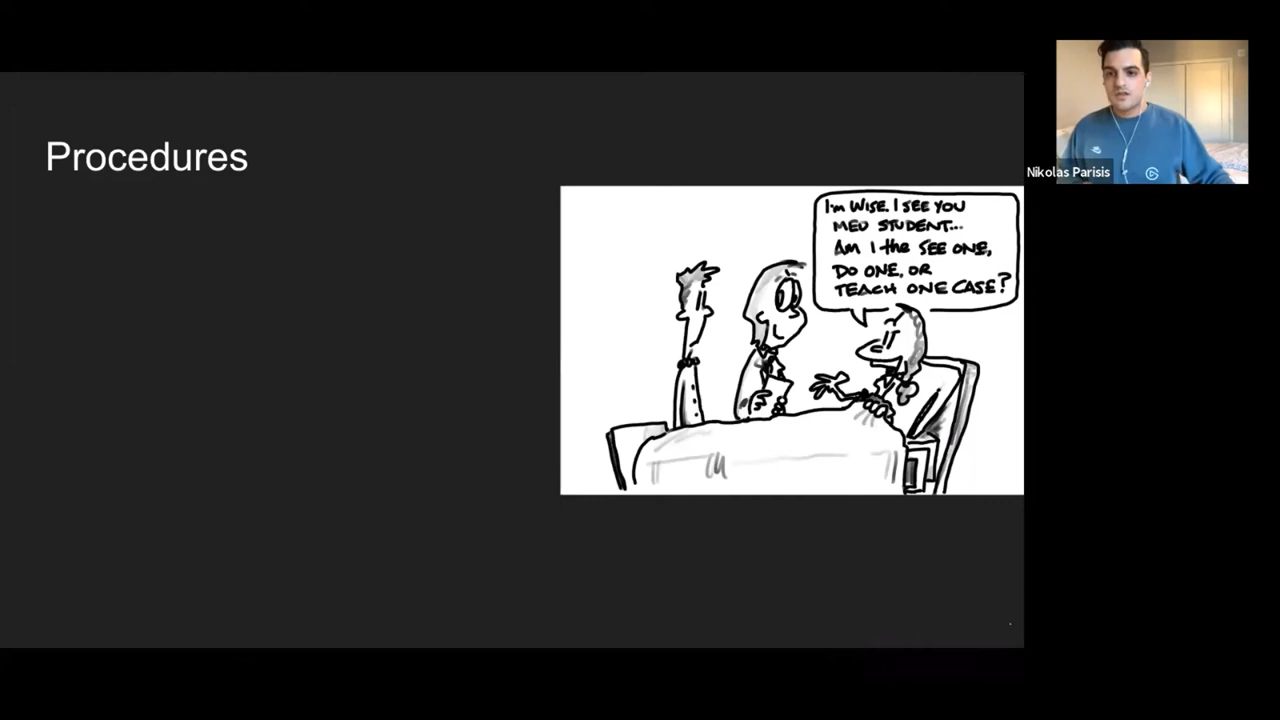 Procedures
I'm WISE. I SEE YOU
MED STUDENT...
Am I the SEE ONE,
DO ONE, OR
TEACH ONE CASE?
Nikolas Parisis